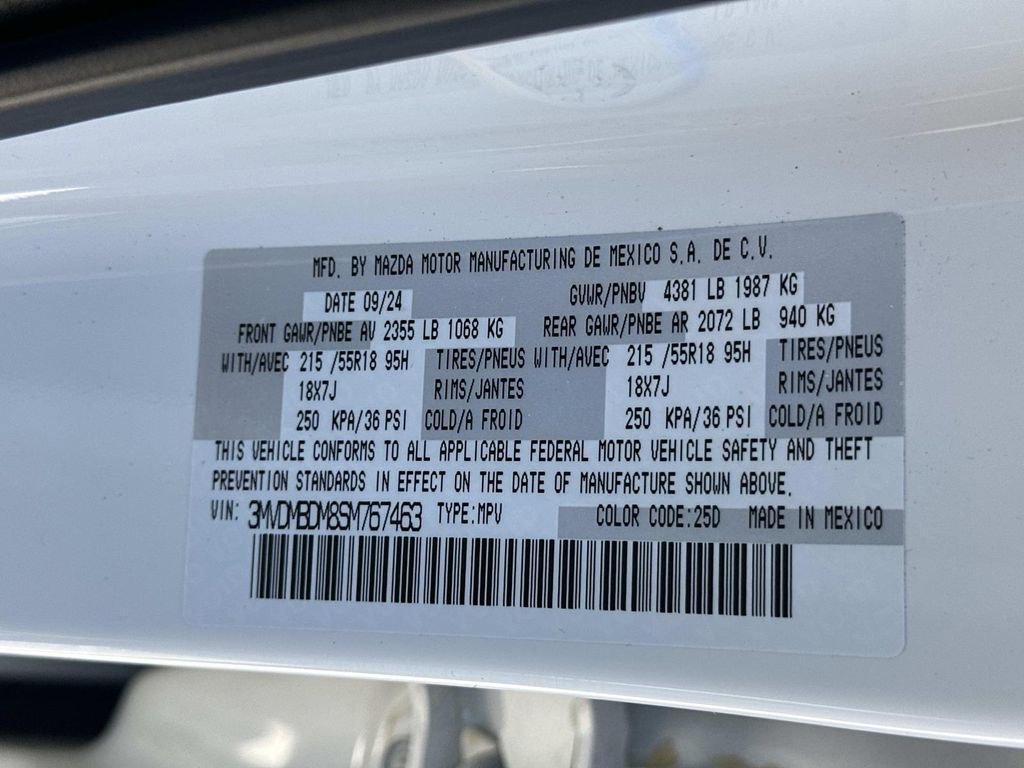 MFD. BY MAZDA MOTOR MANUFACTURING DE MEXICO S.A. DE C.V.
DATE 09/24 GVWR/PNBV 4381 LB 1987 KG
FRONT GAWR/PNBE AV 2355 LB 1068 KG REAR GAWR/PNBE AR 2072 LB 940 KG
WITH/AVEC 215 /55R18 95H TIRES/PNEUS WITH/AVEC 215 /55R18 95H TIRES/PNEUS
18X7J RIMS/JANTES 18X7J RIMS/JANTES
250 KPA/36 PSI COLD/A FROID 250 KPA/36 PSI COLD/A FROID
THIS VEHICLE CONFORMS TO ALL APPLICABLE FEDERAL MOTOR VEHICLE SAFETY AND THEFT
PREVENTION STANDARDS IN EFFECT ON THE DATE OF MANUFACTURE SHOWN ABOVE.
VIN: 3MVDMBDM8SM767463 TYPE:MPV COLOR CODE:25D MADE IN MEXICO